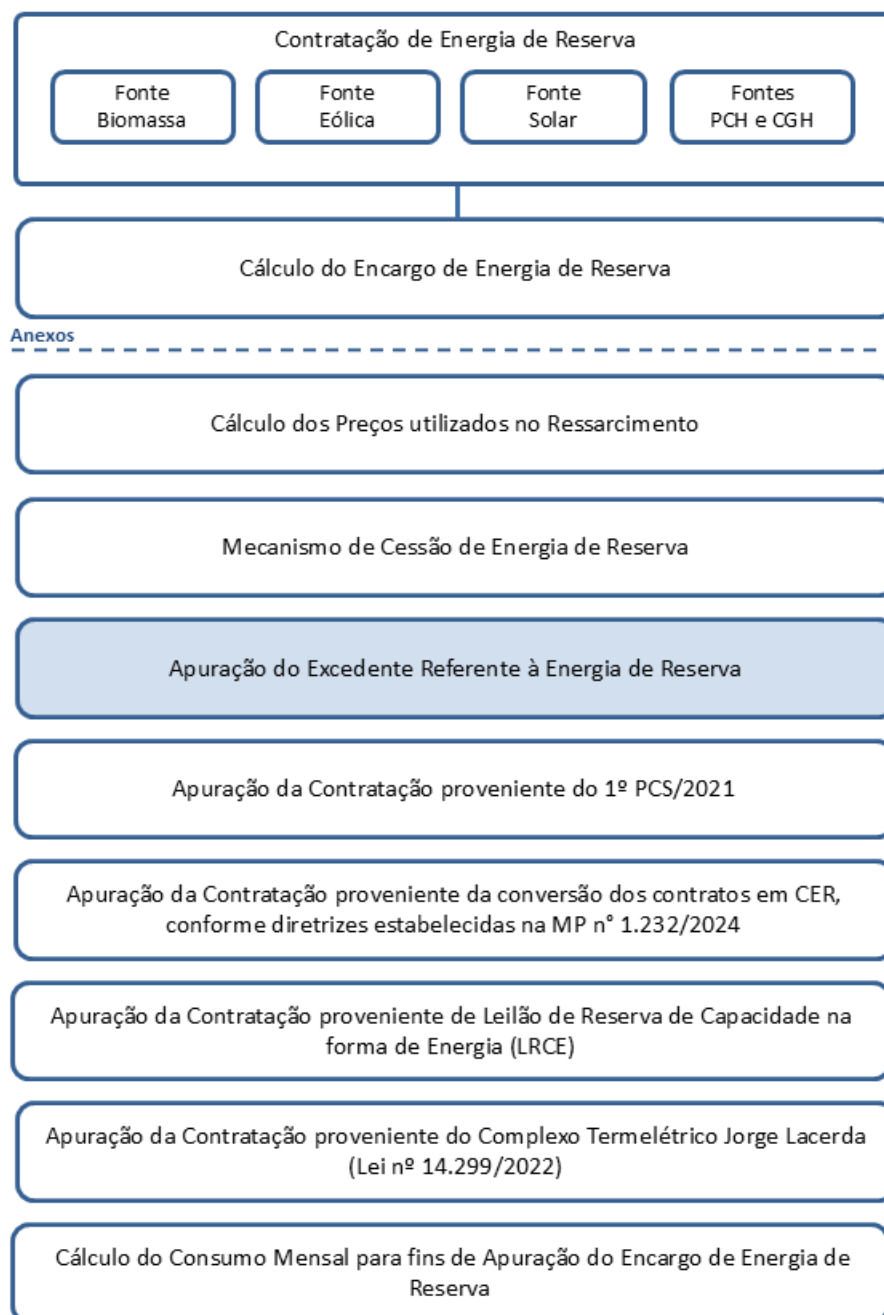 Contratação de Energia de Reserva
Fonte
Biomassa
Fonte
Eólica
Fonte
Solar
Fontes
PCH e CGH
Cálculo do Encargo de Energia de Reserva
Anexos
Cálculo dos Preços utilizados no Ressarcimento
Mecanismo de Cessão de Energia de Reserva
Apuração do Excedente Referente à Energia de Reserva
Apuração da Contratação proveniente do 1º PCS/2021
Apuração da Contratação proveniente da conversão dos contratos em CER,
conforme diretrizes estabelecidas na MP n° 1.232/2024
Apuração da Contratação proveniente de Leilão de Reserva de Capacidade na
forma de Energia (LRCE)
Apuração da Contratação proveniente do Complexo Termelétrico Jorge Lacerda
(Lei nº 14.299/2022)
Cálculo do Consumo Mensal para fins de Apuração do Encargo de Energia de
Reserva